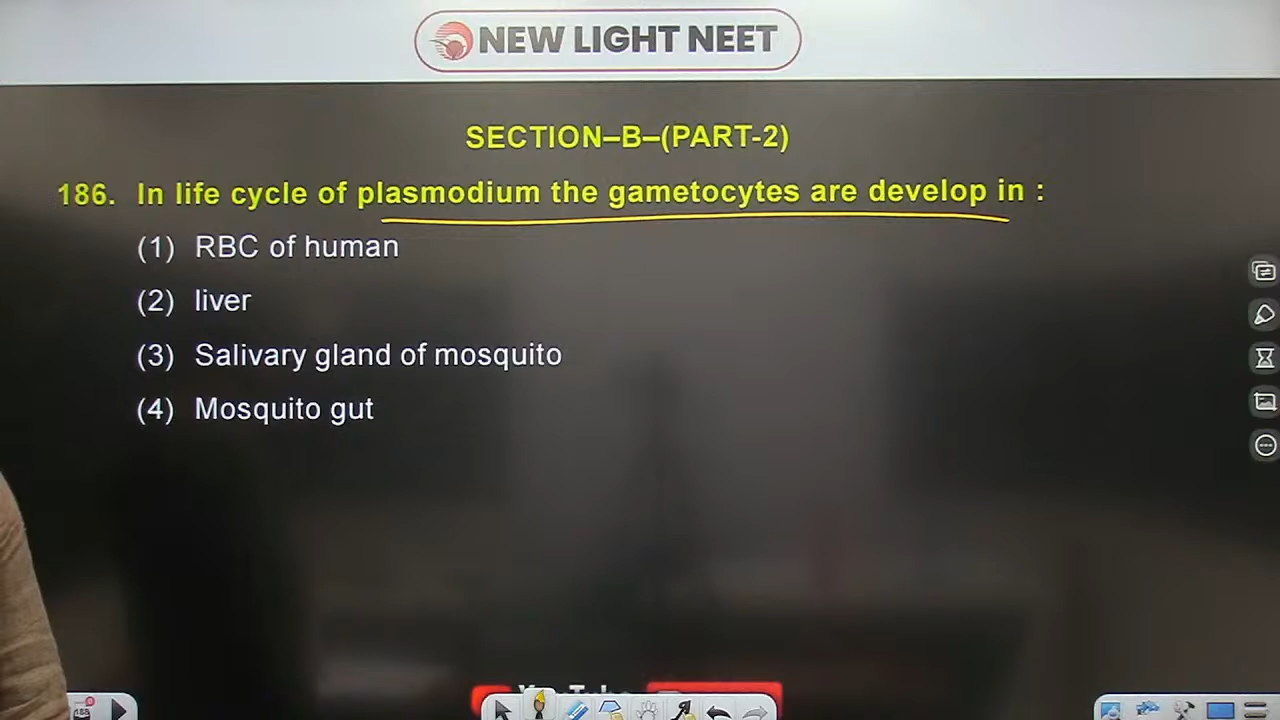 NEW LIGHT NEET
SECTION–B–(PART-2)
186. In life cycle of plasmodium the gametocytes are develop in :
(1) RBC of human
(2) liver
(3) Salivary gland of mosquito
(4) Mosquito gut